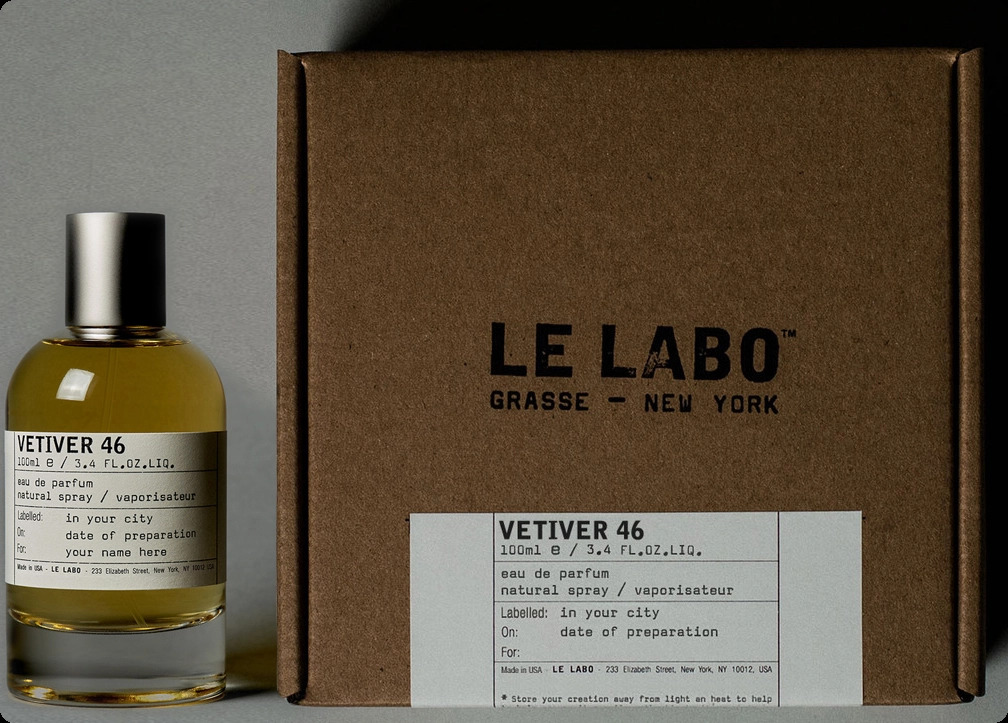 VETIVER 46
100ml e / 3.4 FL.OZ.LIQ.
eau de parfum
natural spray / vaporisateur
Labelled: in your city
On: date of preparation
For: your name here
Made in USA - LE LABO - 233 Elizabeth Street, New York, NY 10012 USA
LE LABO™
GRASSE — NEW YORK
VETIVER 46
100ml e / 3.4 FL.OZ.LIQ.
eau de parfum
natural spray / vaporisateur
Labelled: in your city
On: date of preparation
For:
Made in USA - LE LABO - 233 Elizabeth Street, New York, NY 10012, USA
* Store your creation away from light an heat to help